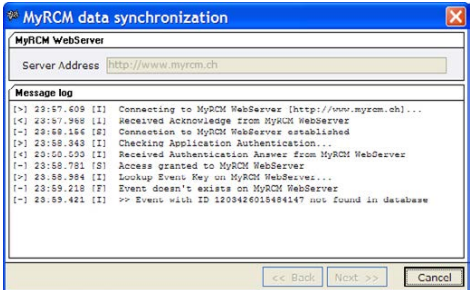 MyRCM data synchronization
MyRCM WebServer
Server Address http://www.myrcm.ch
Message log
[>] 23:57.609 [I] Connecting to MyRCM WebServer [http://www.myrcm.ch]...
[<] 23:57.968 [I] Received Acknowledge from MyRCM WebServer
[-] 23:58.156 [S] Connection to MyRCM WebServer established
[>] 23:58.343 [I] Checking Application Authentication...
[<] 23:58.593 [I] Received Authentication Answer from MyRCM WebServer
[-] 23:58.781 [S] Access granted to MyRCM WebServer
[>] 23:58.984 [I] Lookup Event Key on MyRCM WebServer...
[-] 23:59.218 [F] Event doesn't exists on MyRCM WebServer
[-] 23:59.421 [I] >> Event with ID 1203426015484147 not found in database
<< Back Next >> Cancel